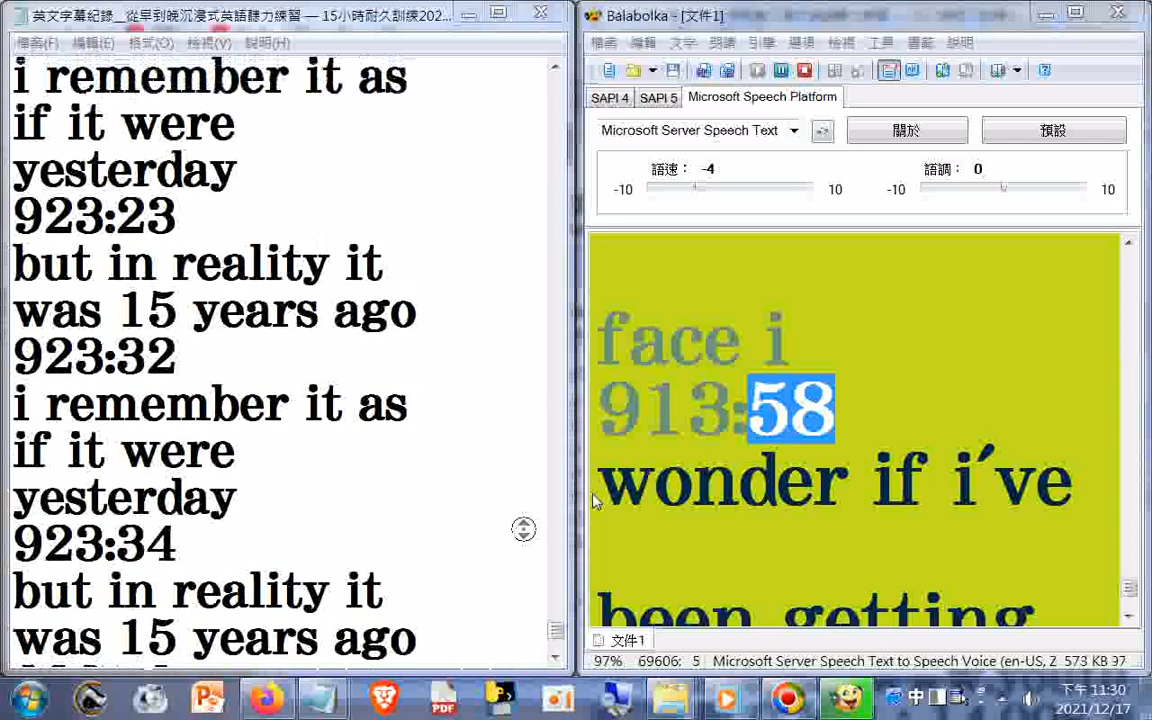 英文字幕紀錄__從早到晚沉浸式英語聽力練習 — 15小時耐久訓練202...
檔案(F) 編輯(E) 格式(O) 檢視(V) 說明(H)
i remember it as
if it were
yesterday
923:23
but in reality it
was 15 years ago
923:32
i remember it as
if it were
yesterday
923:34
but in reality it
was 15 years ago
Balabolka - [文件1]
檔案 編輯 文字 朗讀 引擎 選項 檢視 工具 書籤 說明
SAPI 4 SAPI 5 Microsoft Speech Platform
Microsoft Server Speech Text 關於 預設
語速： -4 語調： 0
-10 10 -10 10
face i
913:58
wonder if i've
been getting
文件1
97% 69606: 5 Microsoft Server Speech Text to Speech Voice (en-US, Z 573 KB 97
PDF 中 下午 11:30
2021/12/17